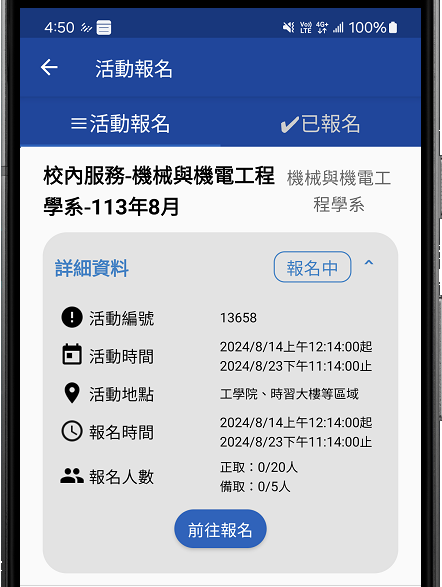 4:50 Vo)) LTE 4G+ 100%
活動報名
活動報名 已報名
校內服務-機械與機電工程 機械與機電工
學系-113年8月 程學系
詳細資料 報名中
活動編號 13658
活動時間 2024/8/14上午12:14:00起
2024/8/23下午11:14:00止
活動地點 工學院、時習大樓等區域
報名時間 2024/8/14上午12:14:00起
2024/8/23下午11:14:00止
報名人數 正取：0/20人
備取：0/5人
前往報名